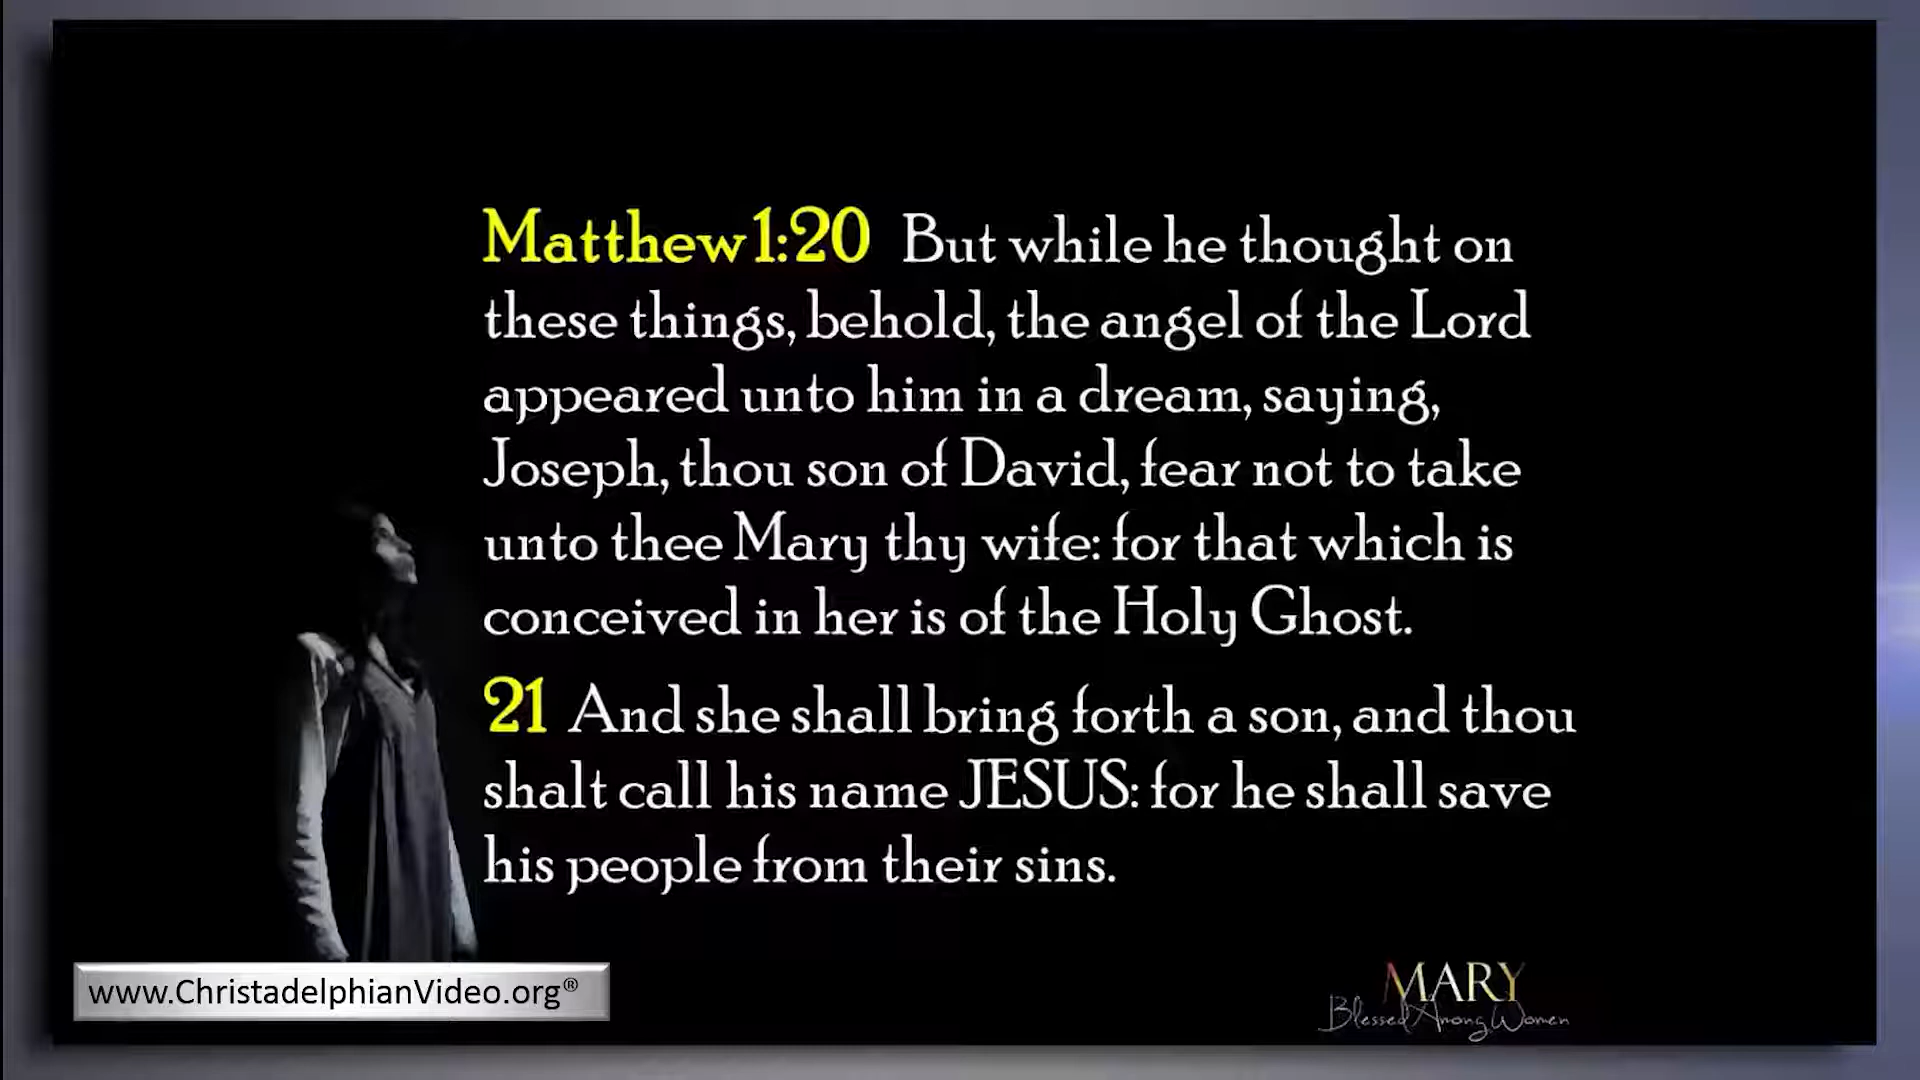 Matthew 1:20 But while he thought on
these things, behold, the angel of the Lord
appeared unto him in a dream, saying,
Joseph, thou son of David, fear not to take
unto thee Mary thy wife: for that which is
conceived in her is of the Holy Ghost.
21 And she shall bring forth a son, and thou
shalt call his name JESUS: for he shall save
his people from their sins.
www.ChristadelphianVideo.org®
MARY
Blessed Among Women